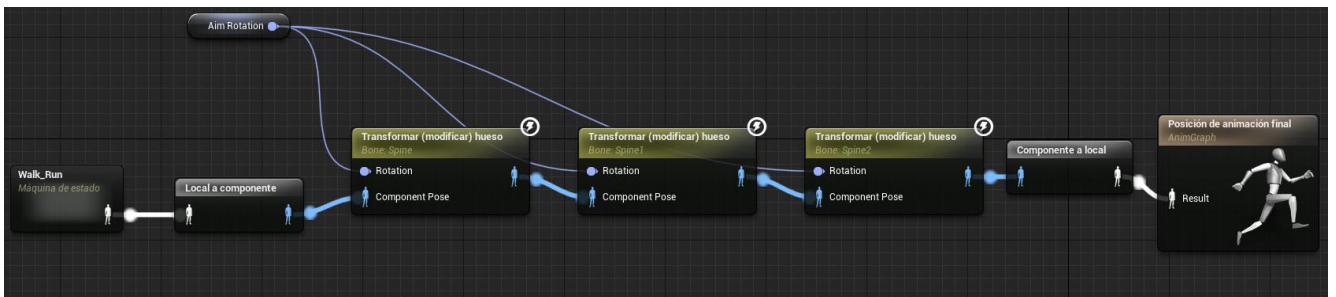 Aim Rotation
Walk_Run
Máquina de estado
Local a componente
Transformar (modificar) hueso
Bone: Spine
Rotation
Component Pose
Transformar (modificar) hueso
Bone: Spine1
Rotation
Component Pose
Transformar (modificar) hueso
Bone: Spine2
Rotation
Component Pose
Componente a local
Posición de animación final
AnimGraph
Result